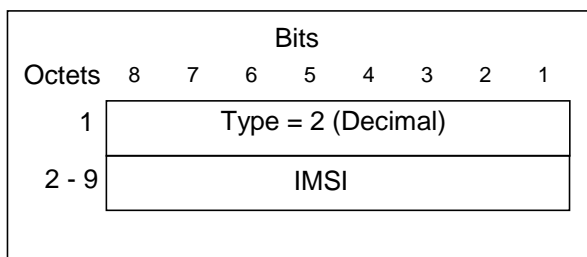 Bits
Octets 8 7 6 5 4 3 2 1
1 Type = 2 (Decimal)
2 - 9 IMSI